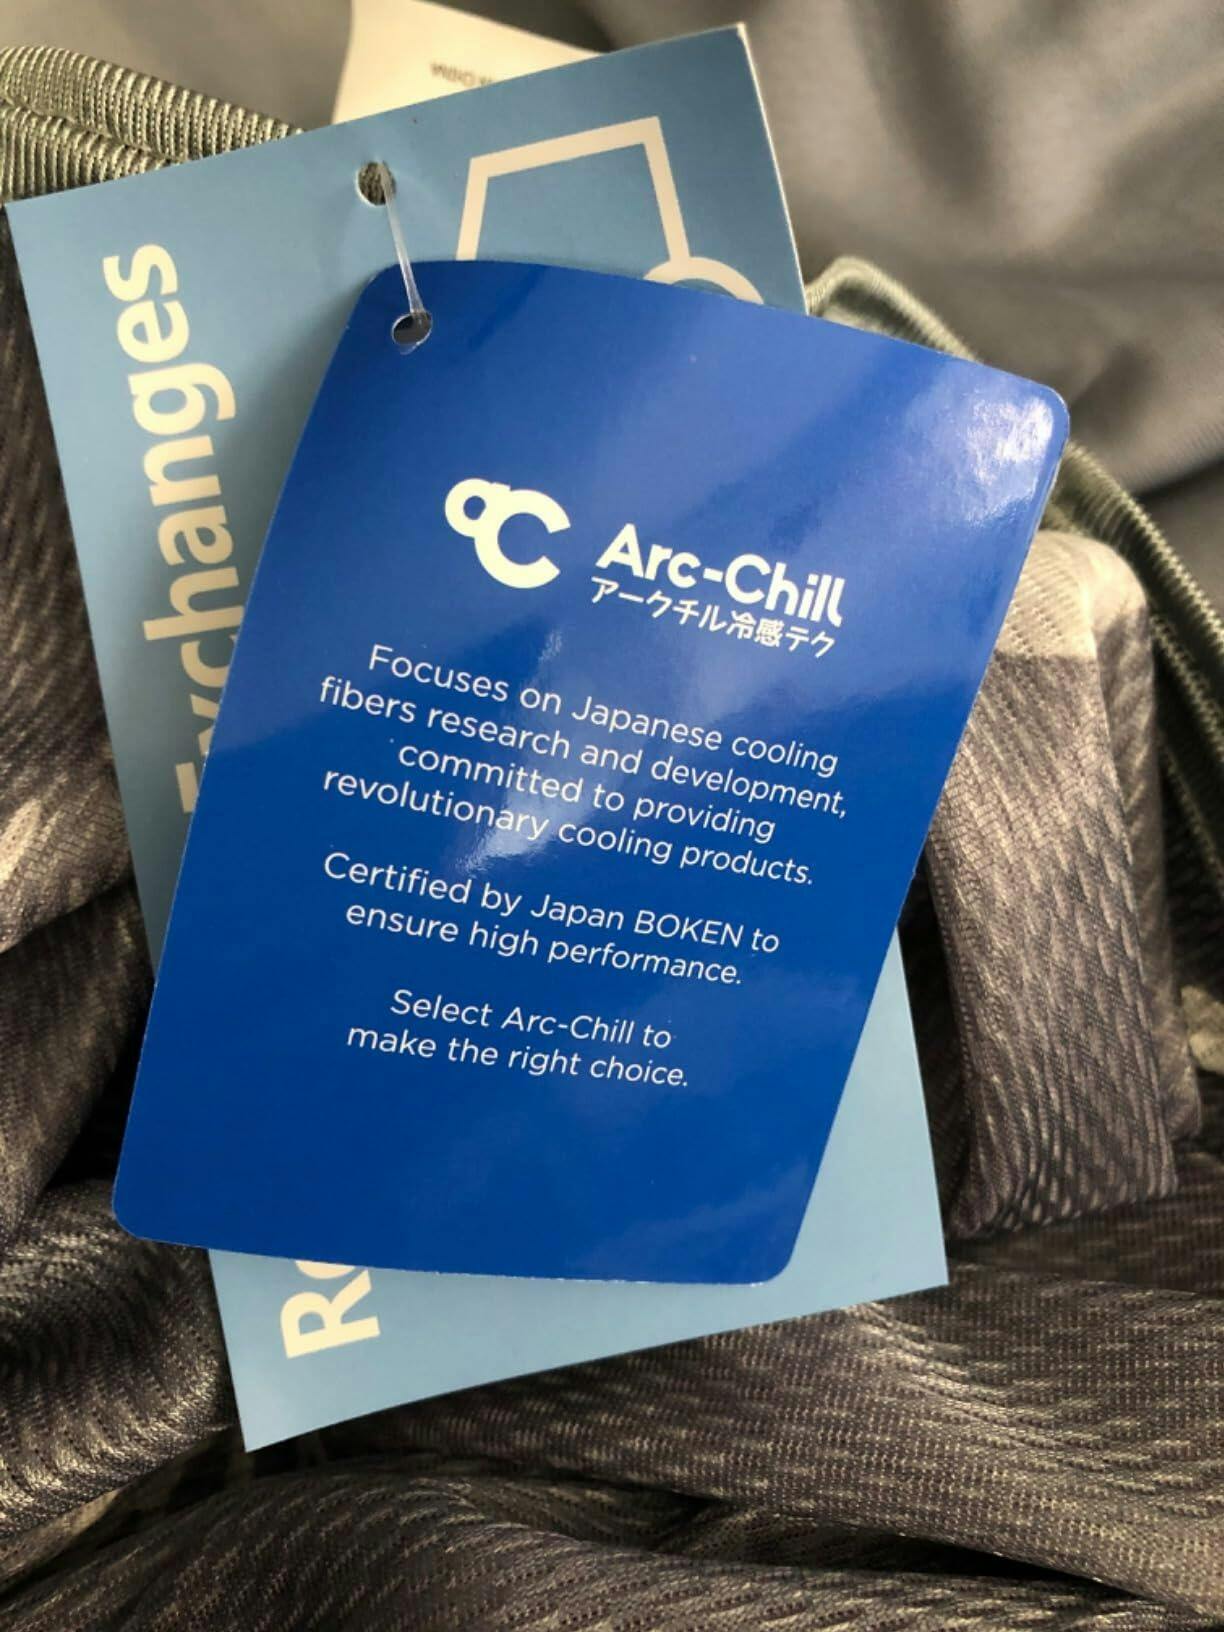 Exchanges
aC
Arc-Chill
アークチル冷感テク
Focuses on Japanese cooling
fibers research and development,
committed to providing
revolutionary cooling products.
Certified by Japan BOKEN to
ensure high performance.
Select Arc-Chill to
make the right choice.